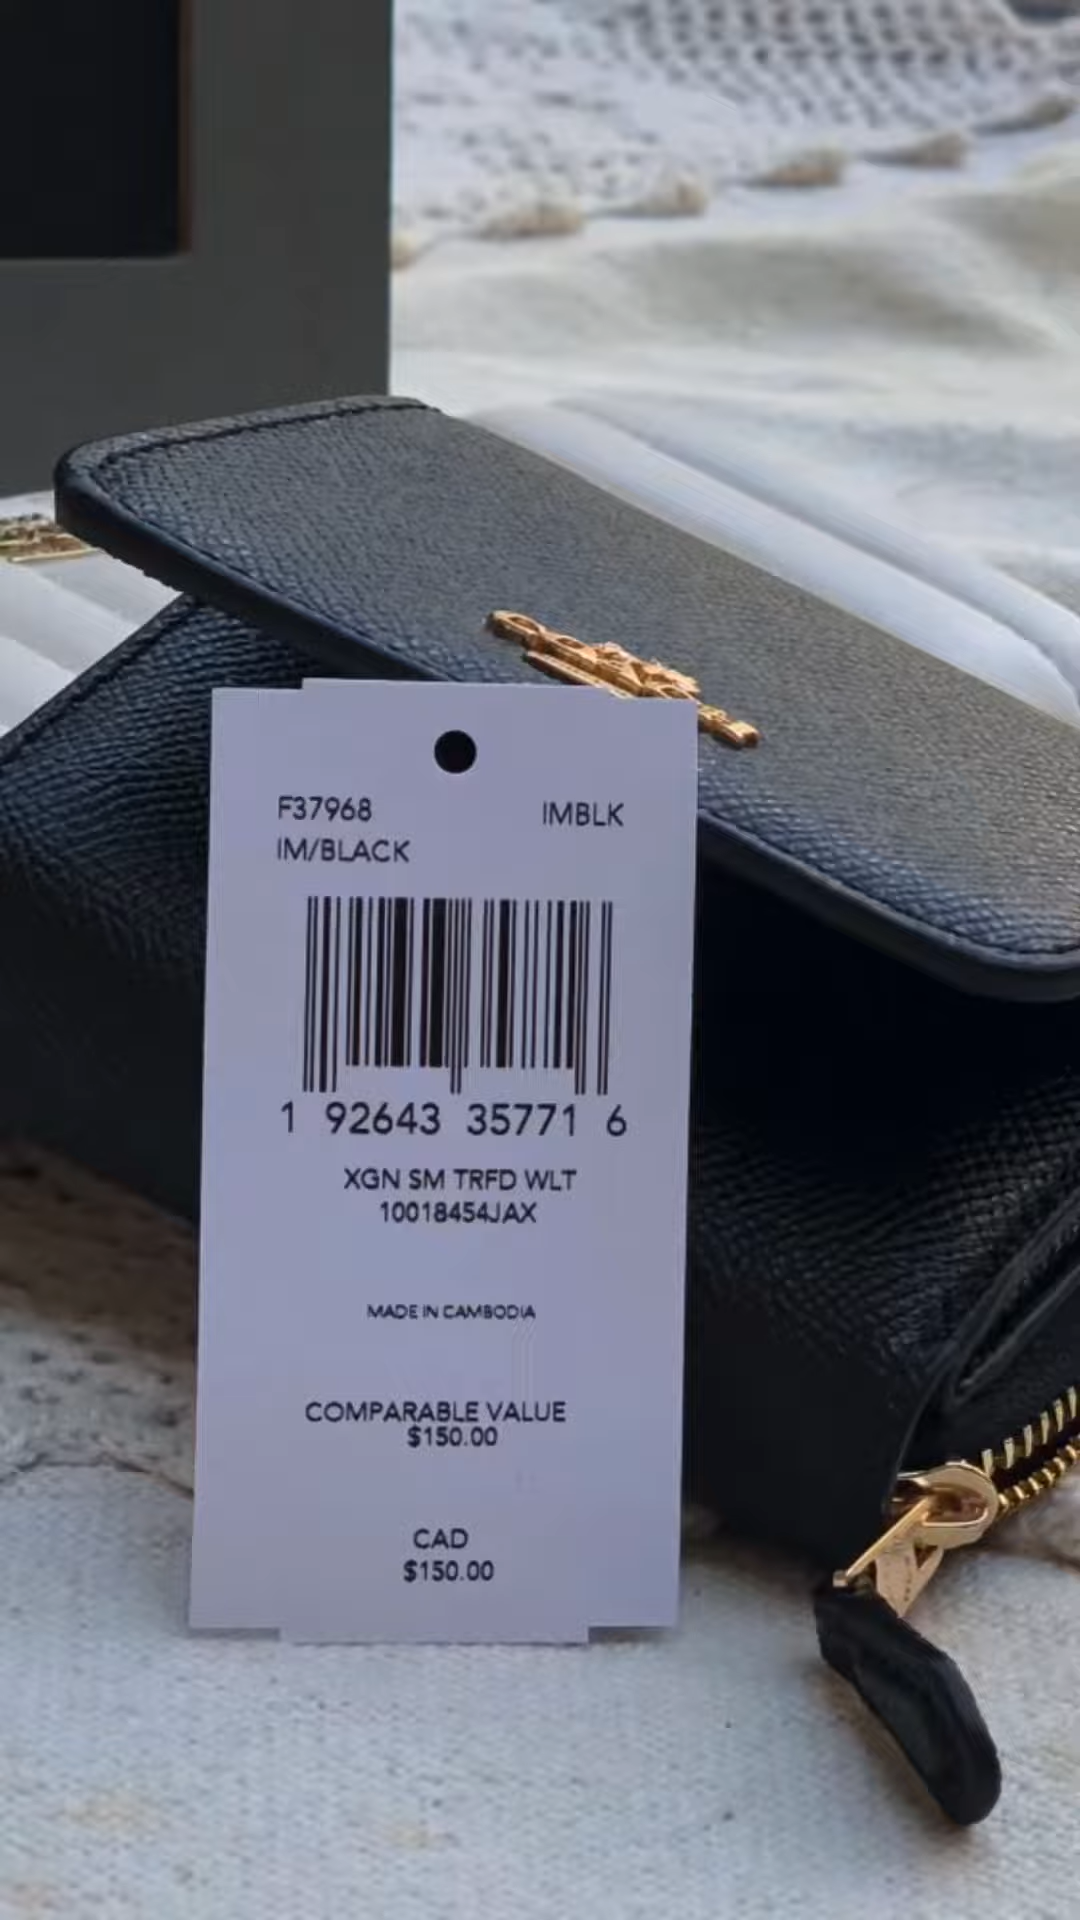 F37968 IMBLK
IM/BLACK
1 92643 35771 6
XGN SM TRFD WLT
10018454JAX
MADE IN CAMBODIA
COMPARABLE VALUE
$150.00
CAD
$150.00